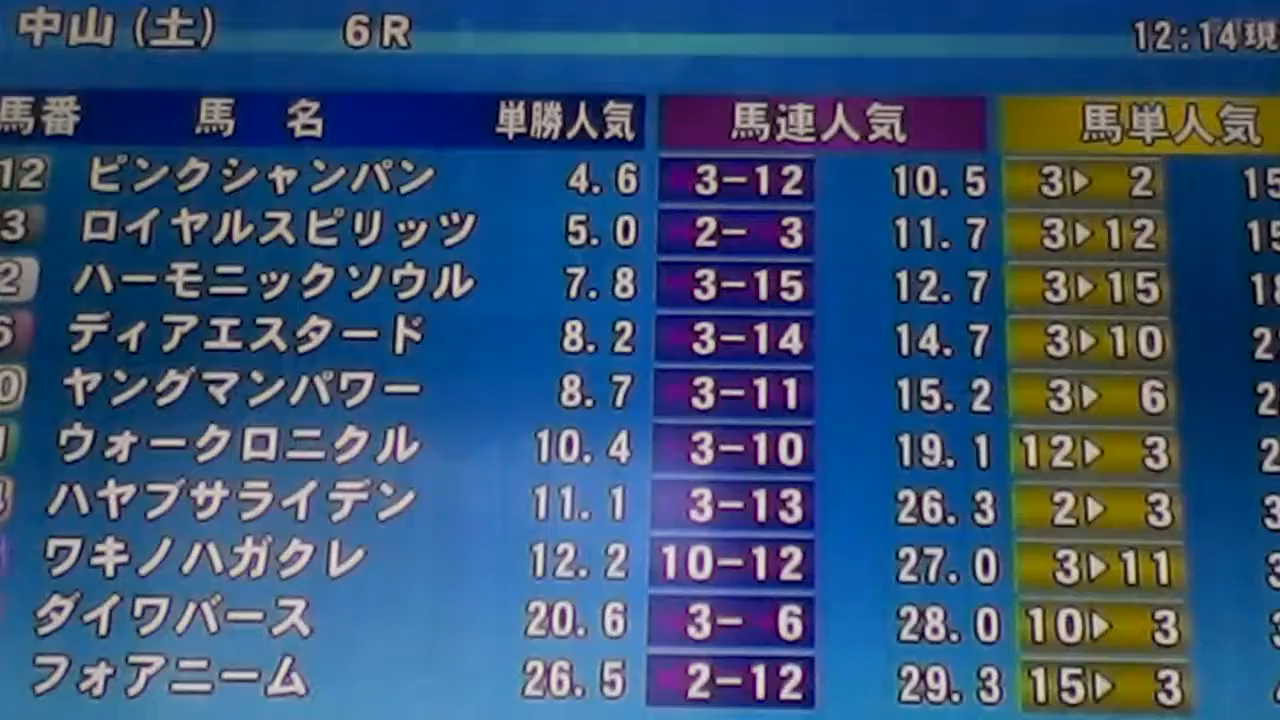 中山 (土) 6R 12:14現
馬番 馬名 単勝人気 馬連人気 馬単人気
12 ピンクシャンパン 4.6 3-12 10.5 3▶ 2 15
3 ロイヤルスピリッツ 5.0 2- 3 11.7 3▶12 15
2 ハーモニックソウル 7.8 3-15 12.7 3▶15
6 ディアエスタード 8.2 3-14 14.7 3▶10
0 ヤングマンパワー 8.7 3-11 15.2 3▶ 6
1 ウォークロニクル 10.4 3-10 19.1 12▶ 3
ハヤブサライデン 11.1 3-13 26.3 2▶ 3
ワキノハガクレ 12.2 10-12 27.0 3▶11
ダイワバース 20.6 3- 6 28.0 10▶ 3
フォアニーム 26.5 2-12 29.3 15▶ 3